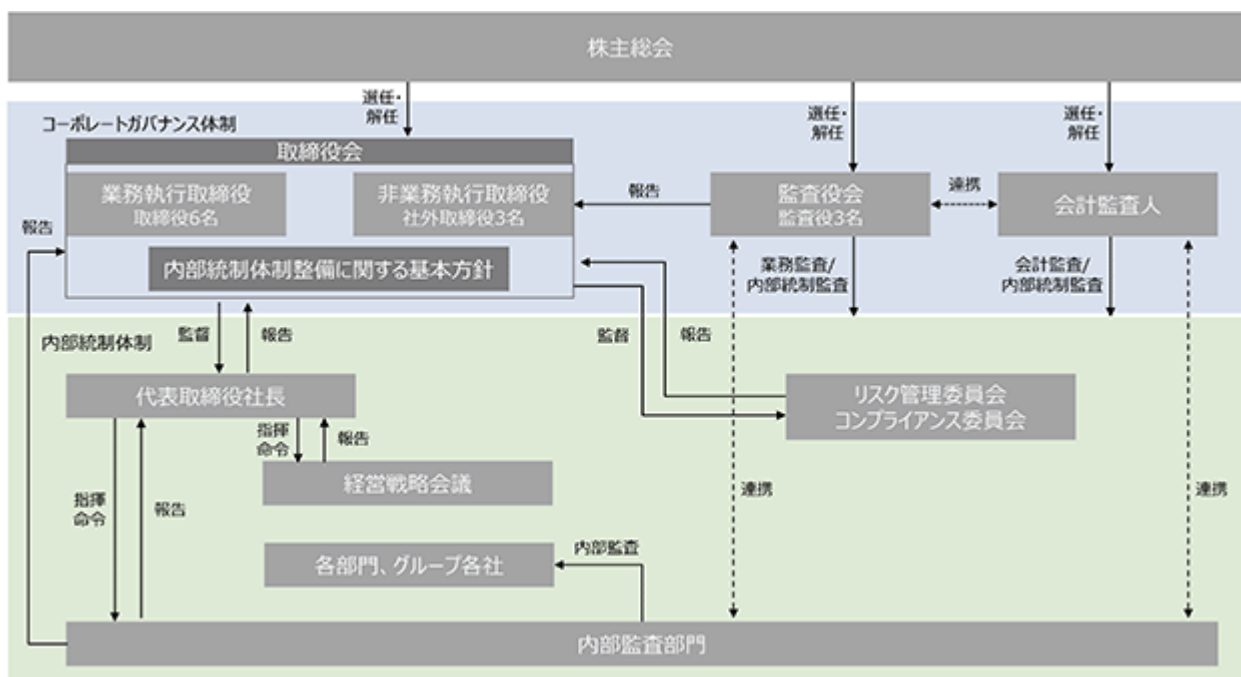 株主総会
選任・
解任
選任・
解任
選任・
解任
コーポレートガバナンス体制
取締役会
業務執行取締役
取締役6名
非業務執行取締役
社外取締役3名
報告
監査役会
監査役3名
連携
会計監査人
報告
内部統制体制整備に関する基本方針
業務監査/
内部統制監査
会計監査/
内部統制監査
監督
報告
監督
報告
内部統制体制
代表取締役社長
リスク管理委員会
コンプライアンス委員会
指揮
命令
報告
経営戦略会議
指揮
命令
報告
連携
連携
各部門、グループ各社
内部監査
内部監査部門